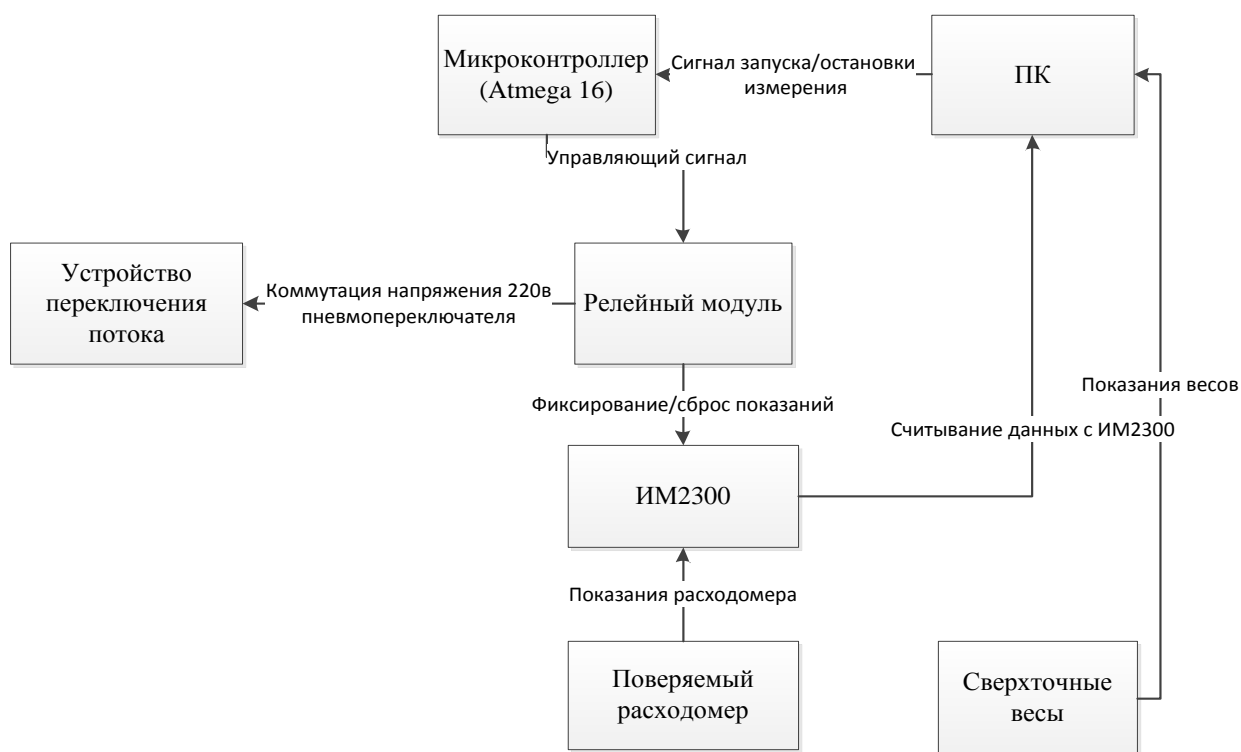 Микроконтроллер
(Atmega 16)
Сигнал запуска/остановки
измерения
ПК
Управляющий сигнал
Устройство
переключения
потока
Коммутация напряжения 220в
пневмопереключателя
Релейный модуль
Фиксирование/сброс показаний
Показания весов
Считывание данных с ИМ2300
ИМ2300
Показания расходомера
Поверяемый
расходомер
Сверхточные
весы